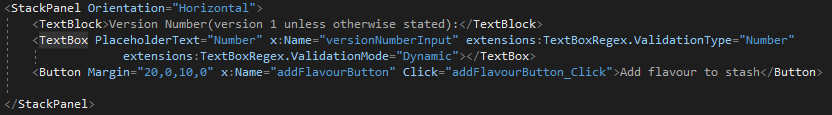 <StackPanel Orientation="Horizontal">
<TextBlock>Version Number(version 1 unless otherwise stated):</TextBlock>
<TextBox PlaceholderText="Number" x:Name="versionNumberInput" extensions:TextBoxRegex.ValidationType="Number"
extensions:TextBoxRegex.ValidationMode="Dynamic"></TextBox>
<Button Margin="20,0,10,0" x:Name="addFlavourButton" Click="addFlavourButton_Click">Add flavour to stash</Button>
</StackPanel>